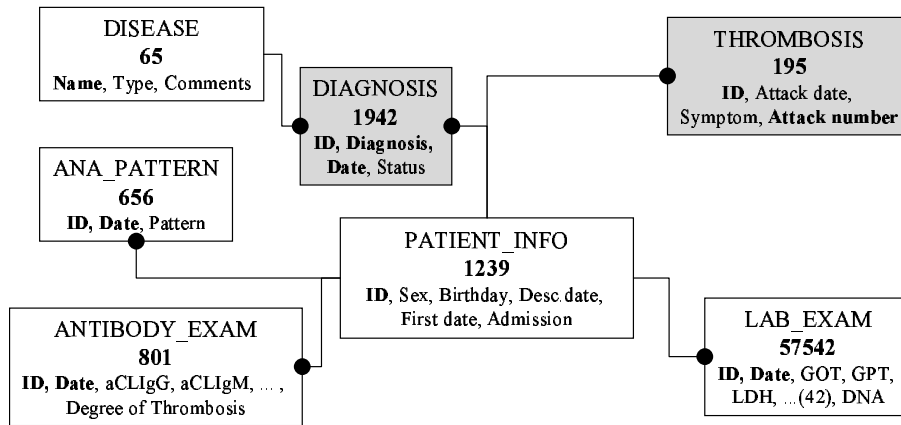 DISEASE
65
Name, Type, Comments
THROMBOSIS
195
ID, Attack date,
Symptom, Attack number
DIAGNOSIS
1942
ID, Diagnosis,
Date, Status
ANA_PATTERN
656
ID, Date, Pattern
PATIENT_INFO
1239
ID, Sex, Birthday, Desc.date,
First date, Admission
ANTIBODY_EXAM
801
ID, Date, aCLIgG, aCLIgM, ... ,
Degree of Thrombosis
LAB_EXAM
57542
ID, Date, GOT, GPT,
LDH, ...(42), DNA